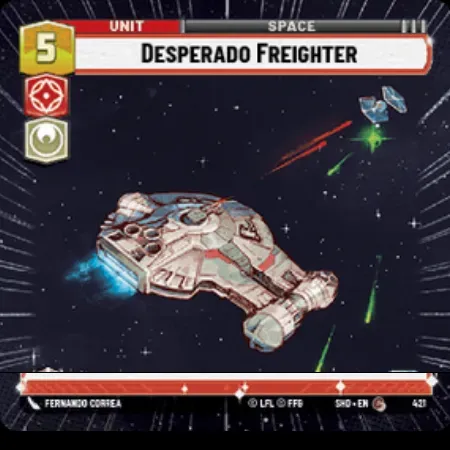 UNIT
SPACE
5
DESPERADO FREIGHTER
FERNANDO CORREA
© LFL © FFG
SHD • EN
421